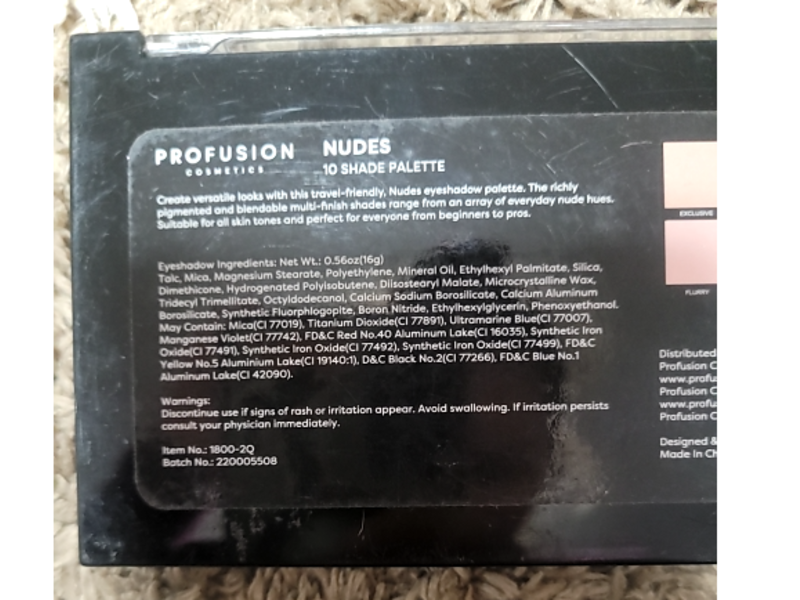 PROFUSION
COSMETICS
NUDES
10 SHADE PALETTE
Create versatile looks with this travel-friendly, Nudes eyeshadow palette. The richly
pigmented and blendable multi-finish shades range from an array of everyday nude hues.
Suitable for all skin tones and perfect for everyone from beginners to pros.
Eyeshadow Ingredients: Net Wt.: 0.56oz(16g)
Talc, Mica, Magnesium Stearate, Polyethylene, Mineral Oil, Ethylhexyl Palmitate, Silica,
Dimethicone, Hydrogenated Polyisobutene, Diisostearyl Malate, Microcrystalline Wax,
Tridecyl Trimellitate, Octyldodecanol, Calcium Sodium Borosilicate, Calcium Aluminum
Borosilicate, Synthetic Fluorphlogopite, Boron Nitride, Ethylhexylglycerin, Phenoxyethanol.
May Contain: Mica(CI 77019), Titanium Dioxide(CI 77891), Ultramarine Blue(CI 77007),
Manganese Violet(CI 77742), FD&C Red No.40 Aluminum Lake(CI 16035), Synthetic Iron
Oxide(CI 77491), Synthetic Iron Oxide(CI 77492), Synthetic Iron Oxide(CI 77499), FD&C
Yellow No.5 Aluminium Lake(CI 19140:1), D&C Black No.2(CI 77266), FD&C Blue No.1
Aluminum Lake(CI 42090).
Warnings:
Discontinue use if signs of rash or irritation appear. Avoid swallowing. If irritation persists
consult your physician immediately.
Item No.: 1800-2Q
Batch No.: 220005508
EXCLUSIVE
FLURRY
Distributed
Profusion C
www.profu
Profusion C
www.profu
Profusion C
Designed &
Made In Ch